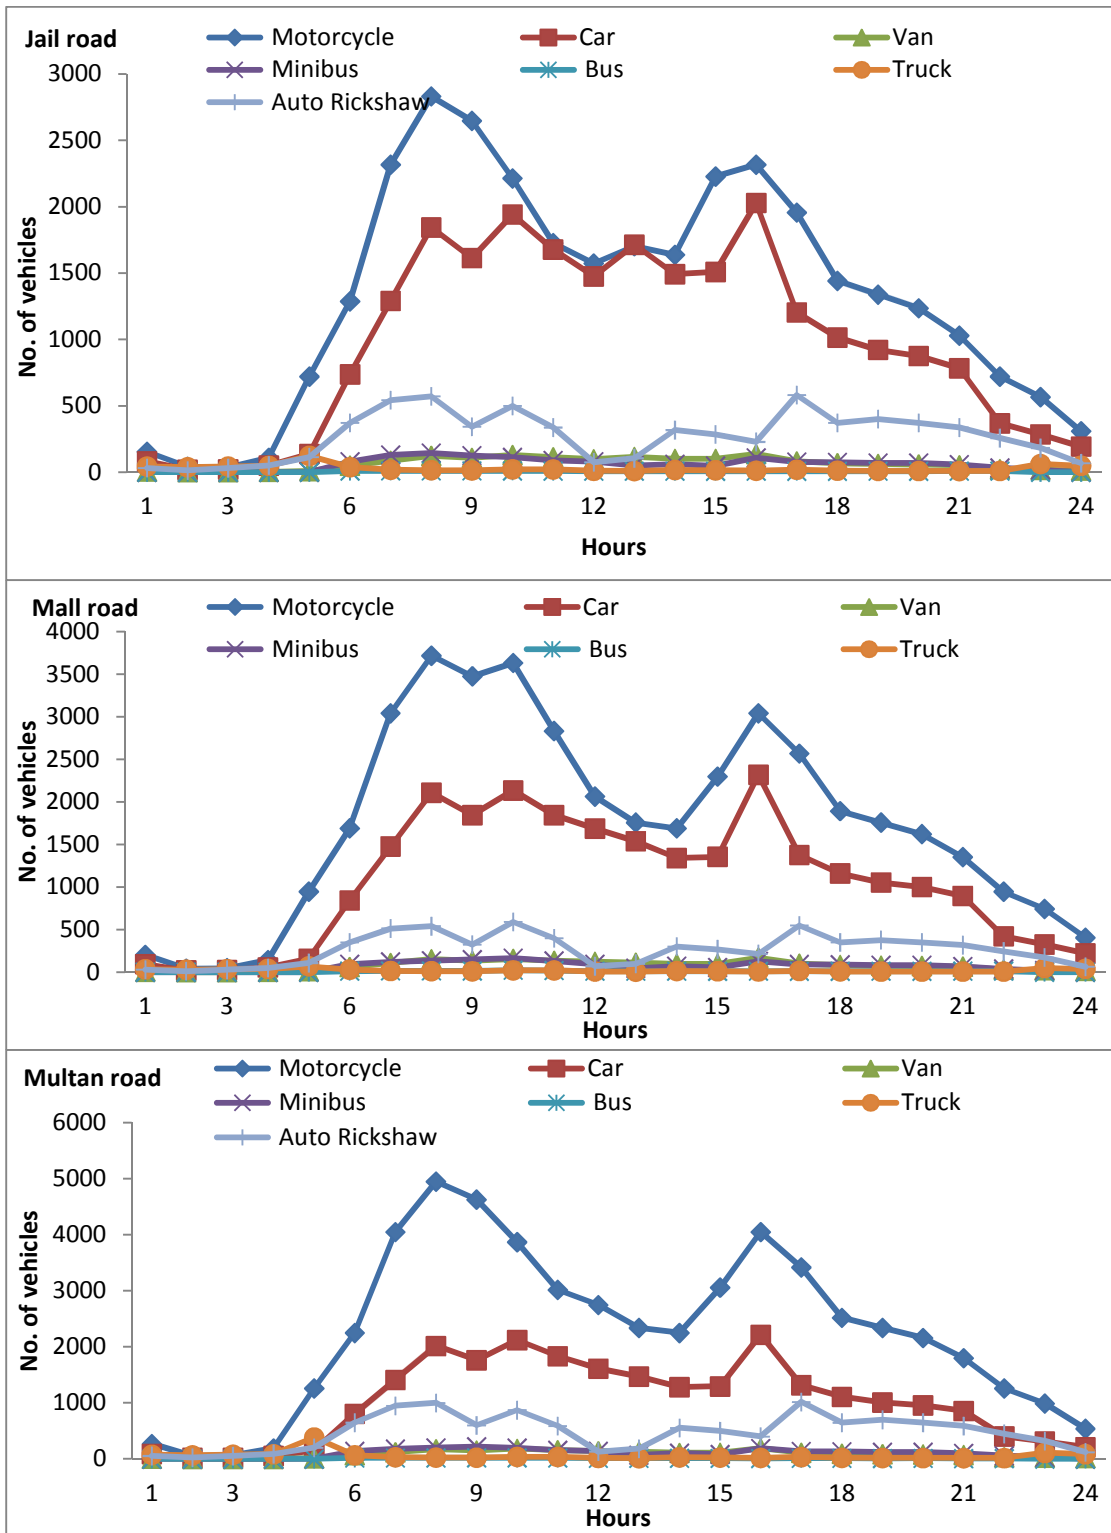 Jail road
Motorcycle Car Van
Minibus Bus Truck
Auto Rickshaw
No. of vehicles
3000
2500
2000
1500
1000
500
0
1 3 6 9 12 15 18 21 24
Hours
Mall road
Motorcycle Car Van
Minibus Bus Truck
No. of vehicles
4000
3500
3000
2500
2000
1500
1000
500
0
1 3 6 9 12 15 18 21 24
Hours
Multan road
Motorcycle Car Van
Minibus Bus Truck
Auto Rickshaw
No. of vehicles
6000
5000
4000
3000
2000
1000
0
1 3 6 9 12 15 18 21 24
Hours